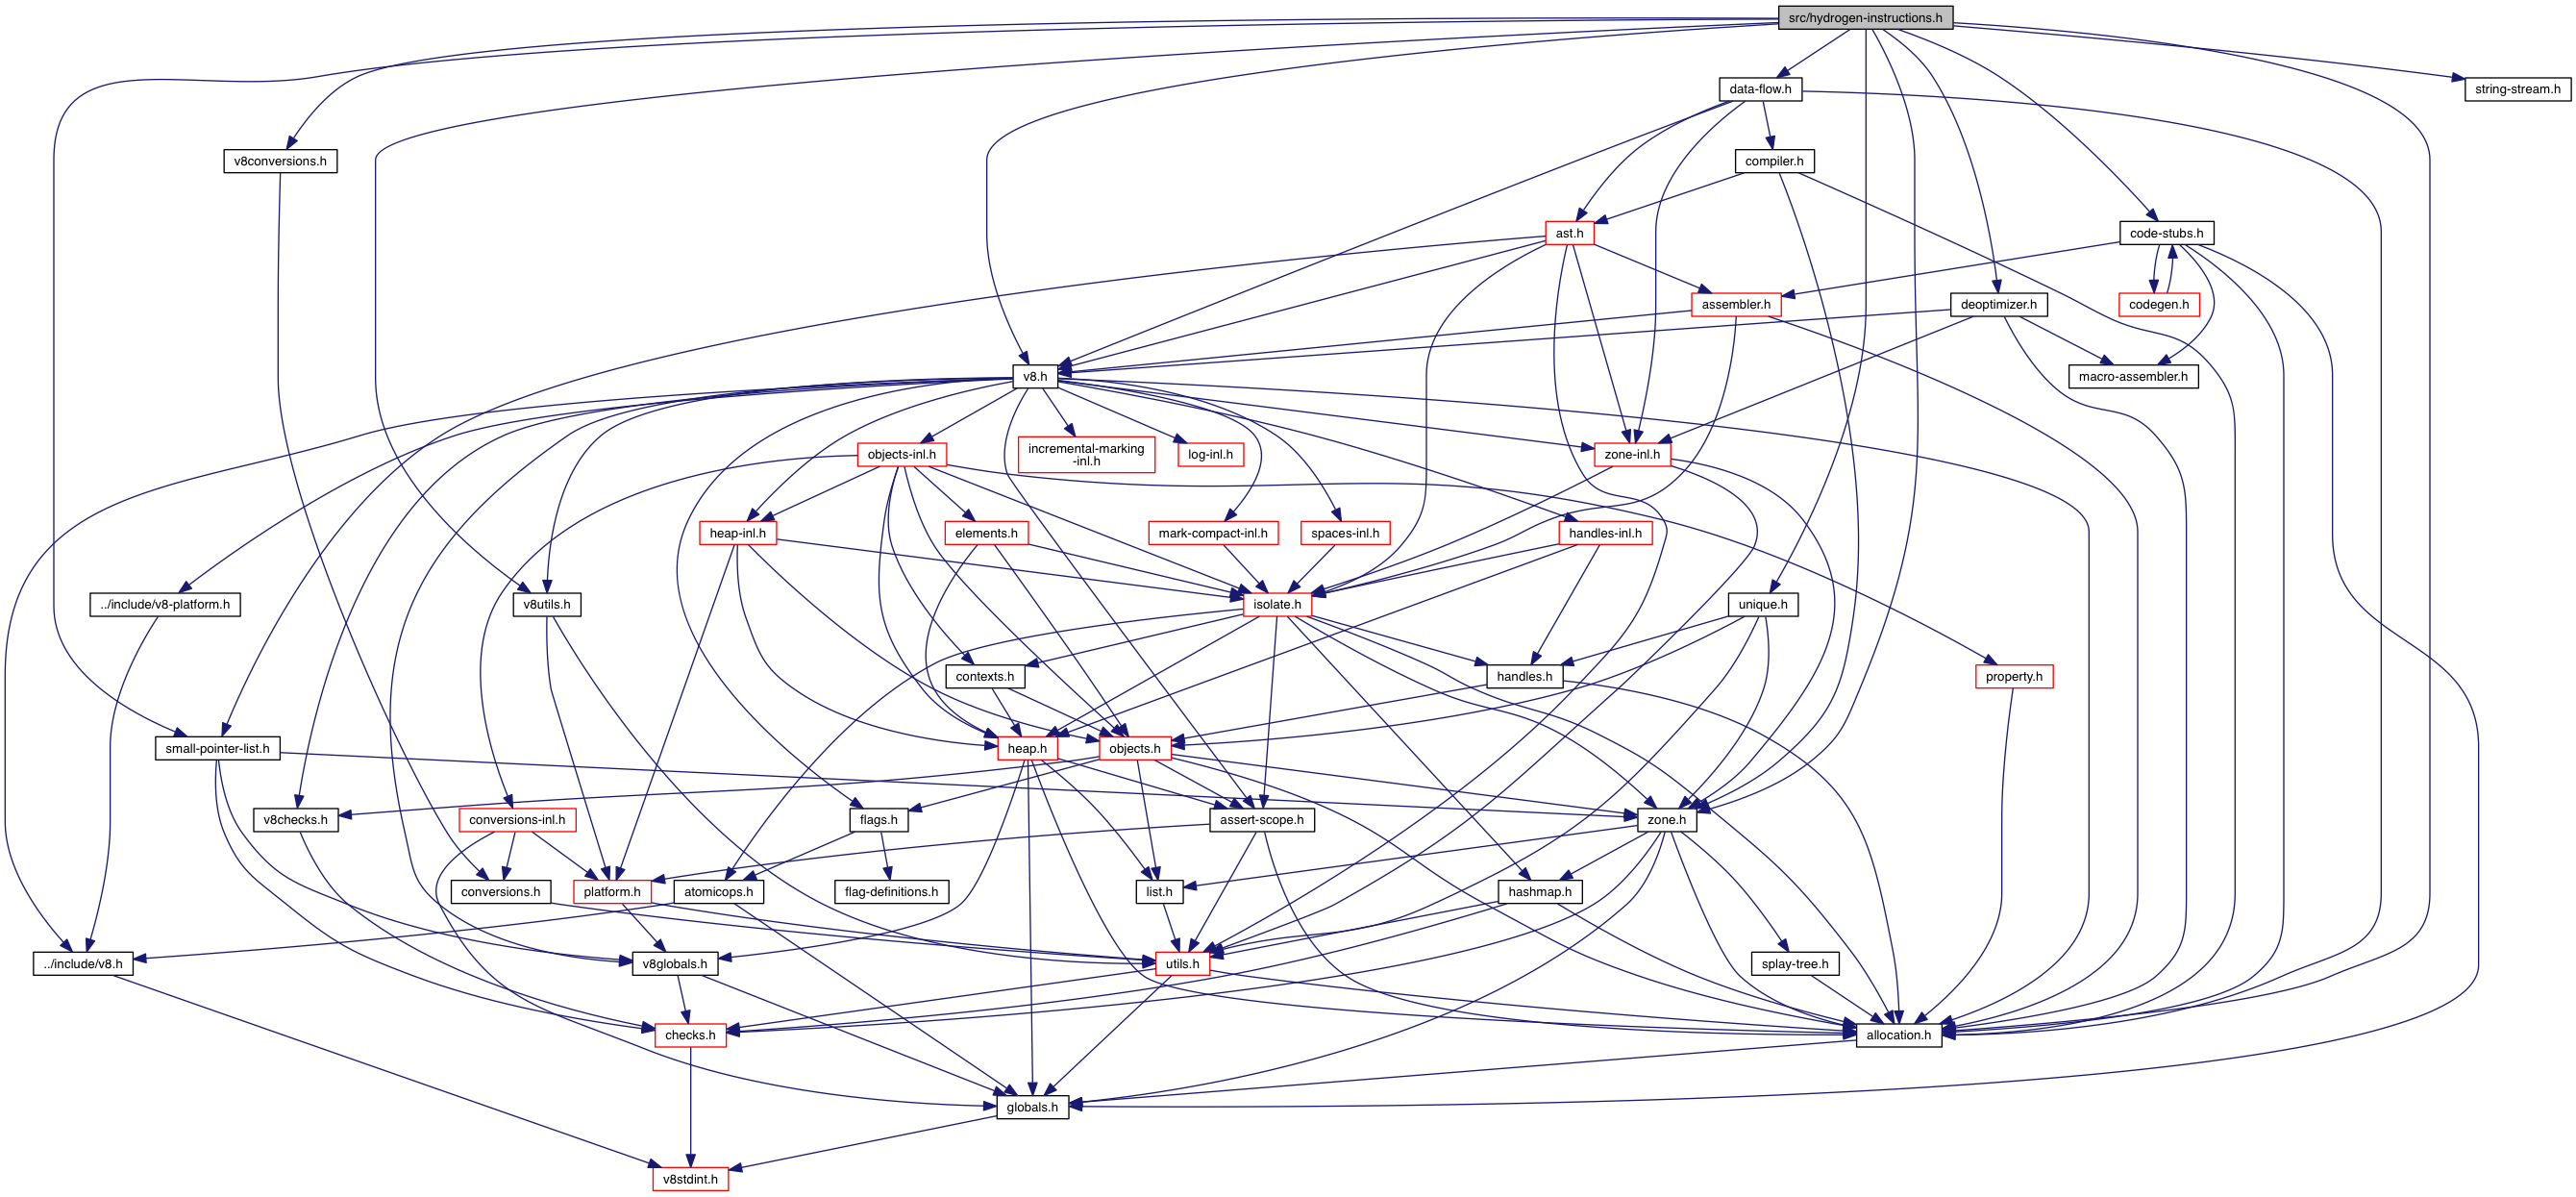 src/hydrogen-instructions.h
data-flow.h
string-stream.h
v8conversions.h
compiler.h
ast.h
code-stubs.h
assembler.h
deoptimizer.h
codegen.h
v8.h
macro-assembler.h
objects-inl.h
incremental-marking
-inl.h
log-inl.h
zone-inl.h
heap-inl.h
elements.h
mark-compact-inl.h
spaces-inl.h
handles-inl.h
../include/v8-platform.h
v8utils.h
isolate.h
unique.h
contexts.h
handles.h
property.h
small-pointer-list.h
heap.h
objects.h
v8checks.h
conversions-inl.h
flags.h
assert-scope.h
zone.h
conversions.h
platform.h
atomicops.h
flag-definitions.h
list.h
hashmap.h
../include/v8.h
v8globals.h
utils.h
splay-tree.h
checks.h
allocation.h
globals.h
v8stdint.h